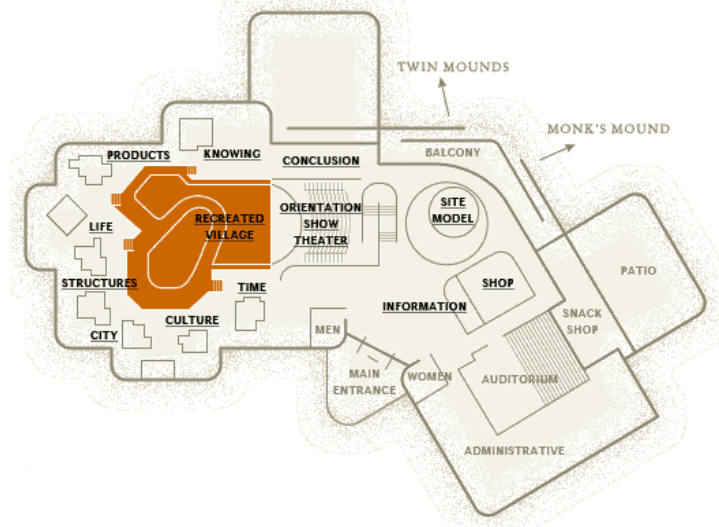 TWIN MOUNDS
MONK'S MOUND
BALCONY
PRODUCTS
KNOWING
CONCLUSION
ORIENTATION
SHOW
THEATER
SITE
MODEL
RECREATED
VILLAGE
LIFE
PATIO
STRUCTURES
TIME
SHOP
INFORMATION
SNACK
SHOP
CULTURE
CITY
MEN
MAIN
ENTRANCE
WOMEN
AUDITORIUM
ADMINISTRATIVE